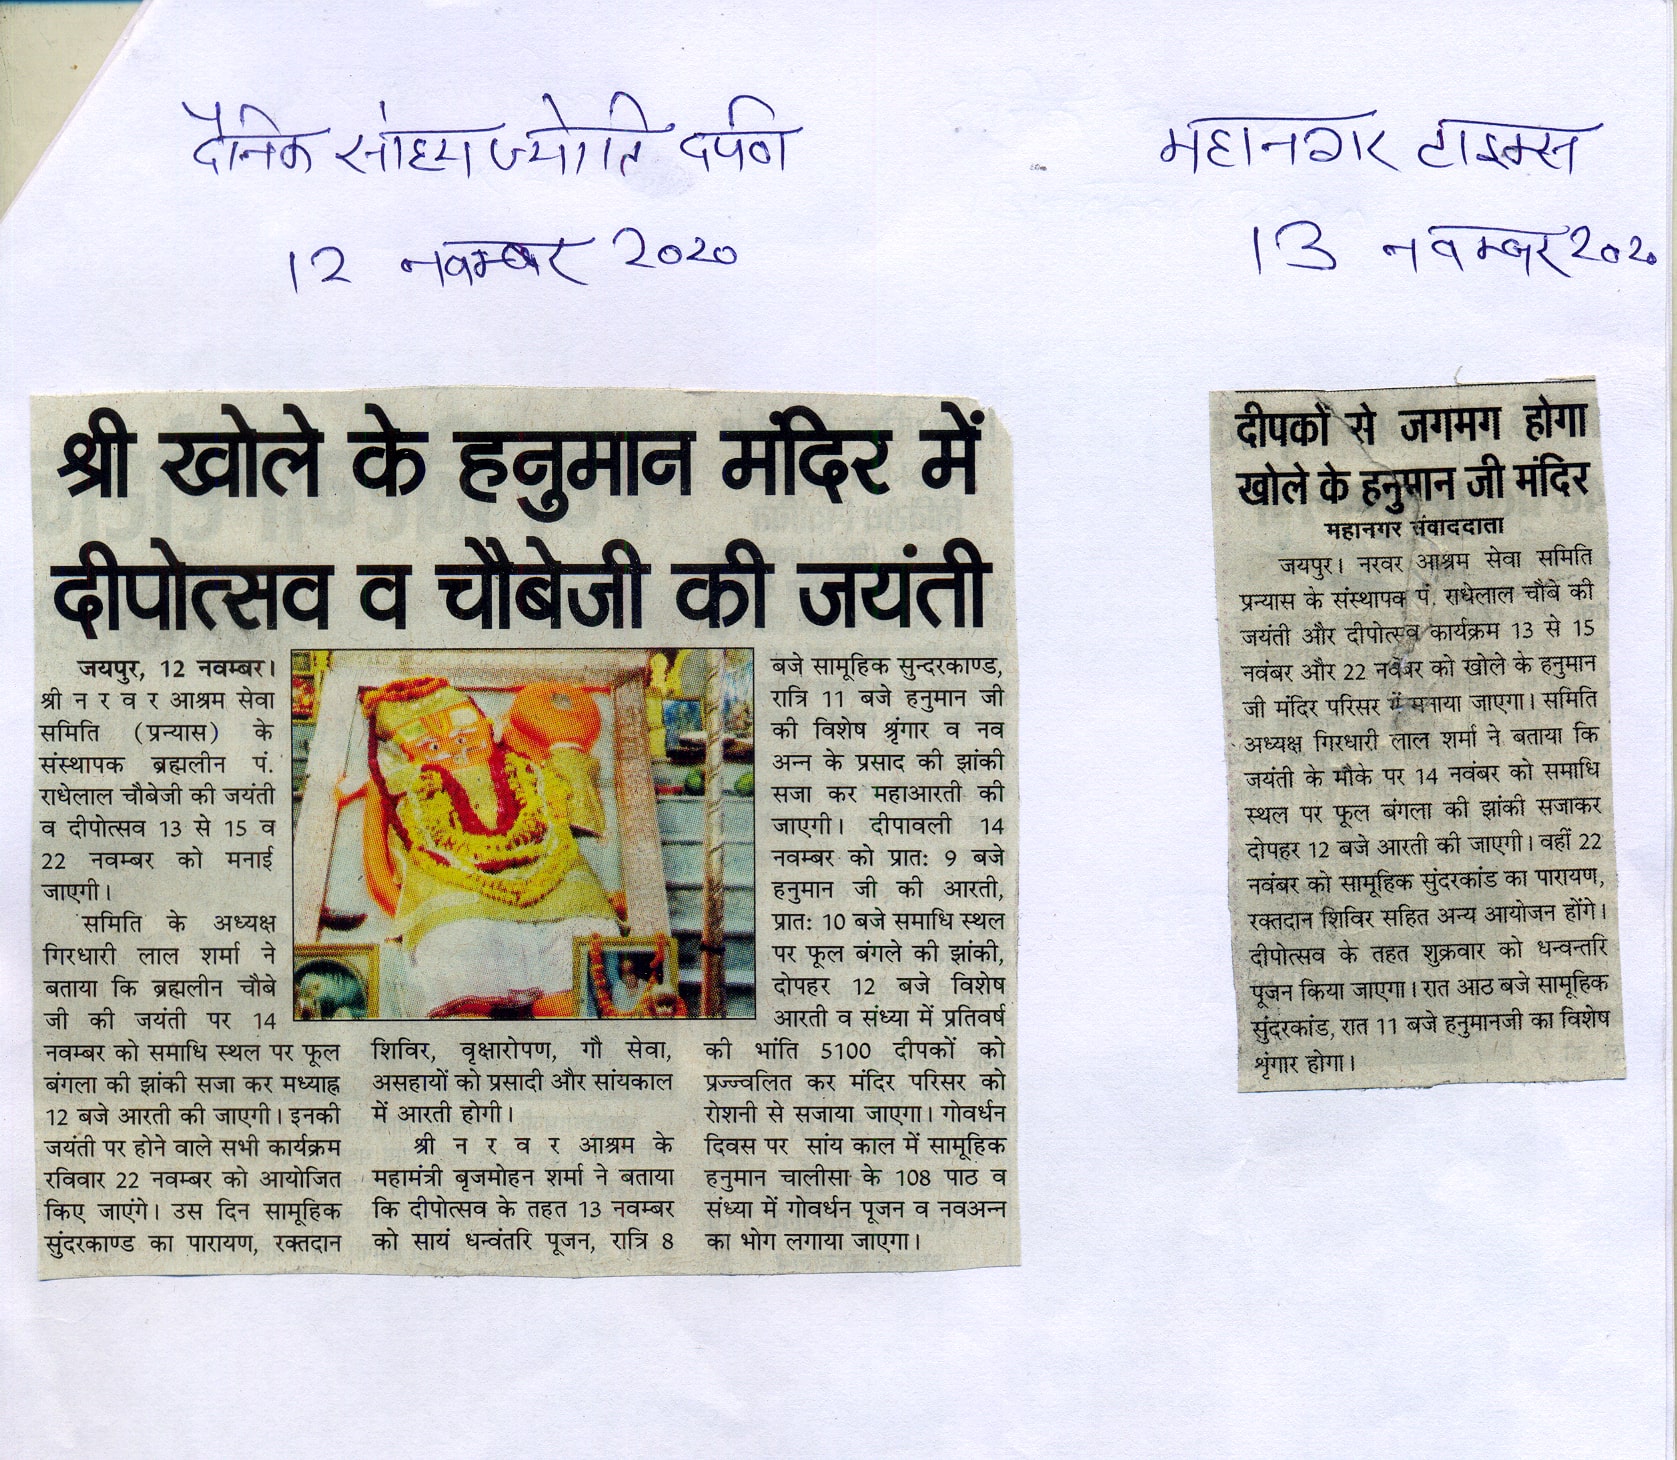 दैनिक सांध्य ज्योति दर्पण
12 नवम्बर 2020
श्री खोले के हनुमान मंदिर में
दीपोत्सव व चौबेजी की जयंती
जयपुर, 12 नवम्बर।
श्री न र व र आश्रम सेवा
समिति (प्रन्यास) के
संस्थापक ब्रह्मलीन पं.
राधेलाल चौबेजी की जयंती
व दीपोत्सव 13 से 15 व
22 नवम्बर को मनाई
जाएगी।
समिति के अध्यक्ष
गिरधारी लाल शर्मा ने
बताया कि ब्रह्मलीन चौबे
जी की जयंती पर 14
नवम्बर को समाधि स्थल पर फूल
बंगला की झांकी सजा कर मध्याह्न
12 बजे आरती की जाएगी। इनकी
जयंती पर होने वाले सभी कार्यक्रम
रविवार 22 नवम्बर को आयोजित
किए जाएंगे। उस दिन सामूहिक
सुंदरकाण्ड का पारायण, रक्तदान
शिविर, वृक्षारोपण, गौ सेवा,
असहायों को प्रसादी और सांयकाल
में आरती होगी।
श्री न र व र आश्रम के
महामंत्री बृजमोहन शर्मा ने बताया
कि दीपोत्सव के तहत 13 नवम्बर
को सायं धन्वंतरि पूजन, रात्रि 8
बजे सामूहिक सुन्दरकाण्ड,
रात्रि 11 बजे हनुमान जी
की विशेष श्रृंगार व नव
अन्न के प्रसाद की झांकी
सजा कर महाआरती की
जाएगी। दीपावली 14
नवम्बर को प्रात: 9 बजे
हनुमान जी की आरती,
प्रात: 10 बजे समाधि स्थल
पर फूल बंगले की झांकी,
दोपहर 12 बजे विशेष
आरती व संध्या में प्रतिवर्ष
की भांति 5100 दीपकों को
प्रज्ज्वलित कर मंदिर परिसर को
रोशनी से सजाया जाएगा। गोवर्धन
दिवस पर सांय काल में सामूहिक
हनुमान चालीसा के 108 पाठ व
संध्या में गोवर्धन पूजन व नवअन्न
का भोग लगाया जाएगा।
महानगर टाइम्स
13 नवम्बर 2020
दीपकों से जगमग होगा
खोले के हनुमान जी मंदिर
महानगर संवाददाता
जयपुर। नरवर आश्रम सेवा समिति
प्रन्यास के संस्थापक पं. राधेलाल चौबे की
जयंती और दीपोत्सव कार्यक्रम 13 से 15
नवंबर और 22 नवंबर को खोले के हनुमान
जी मंदिर परिसर में मनाया जाएगा। समिति
अध्यक्ष गिरधारी लाल शर्मा ने बताया कि
जयंती के मौके पर 14 नवंबर को समाधि
स्थल पर फूल बंगला की झांकी सजाकर
दोपहर 12 बजे आरती की जाएगी। वहीं 22
नवंबर को सामूहिक सुंदरकांड का पारायण,
रक्तदान शिविर सहित अन्य आयोजन होंगे।
दीपोत्सव के तहत शुक्रवार को धन्वन्तरि
पूजन किया जाएगा। रात आठ बजे सामूहिक
सुंदरकांड, रात 11 बजे हनुमानजी का विशेष
श्रृंगार होगा।